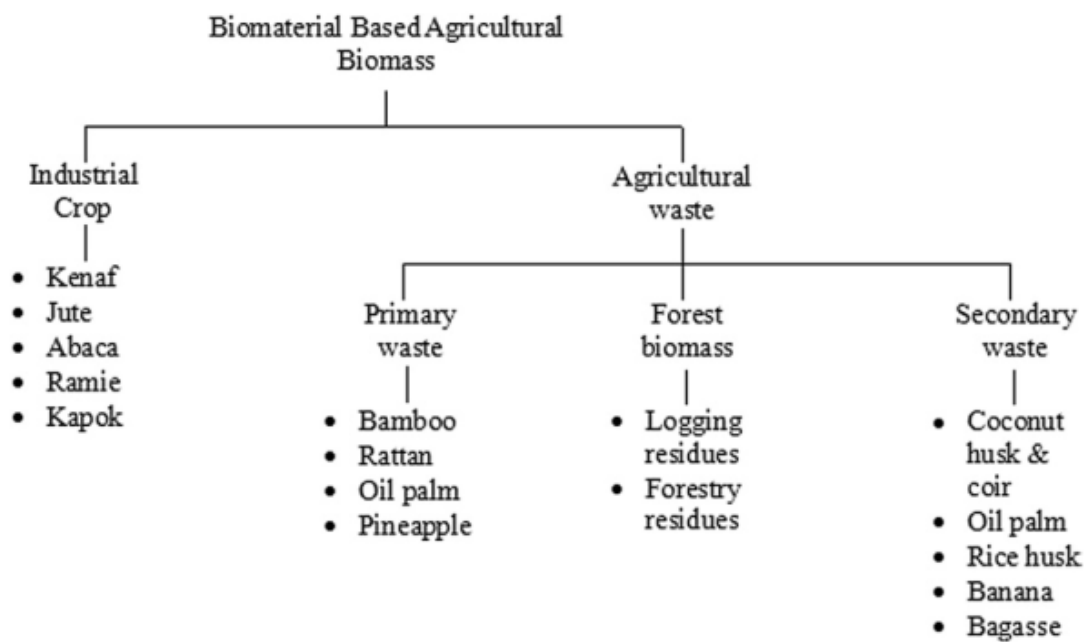 Biomaterial Based Agricultural
Biomass
Industrial
Crop
• Kenaf
• Jute
• Abaca
• Ramie
• Kapok
Agricultural
waste
Primary
waste
• Bamboo
• Rattan
• Oil palm
• Pineapple
Forest
biomass
• Logging
residues
• Forestry
residues
Secondary
waste
• Coconut
husk &
coir
• Oil palm
• Rice husk
• Banana
• Bagasse